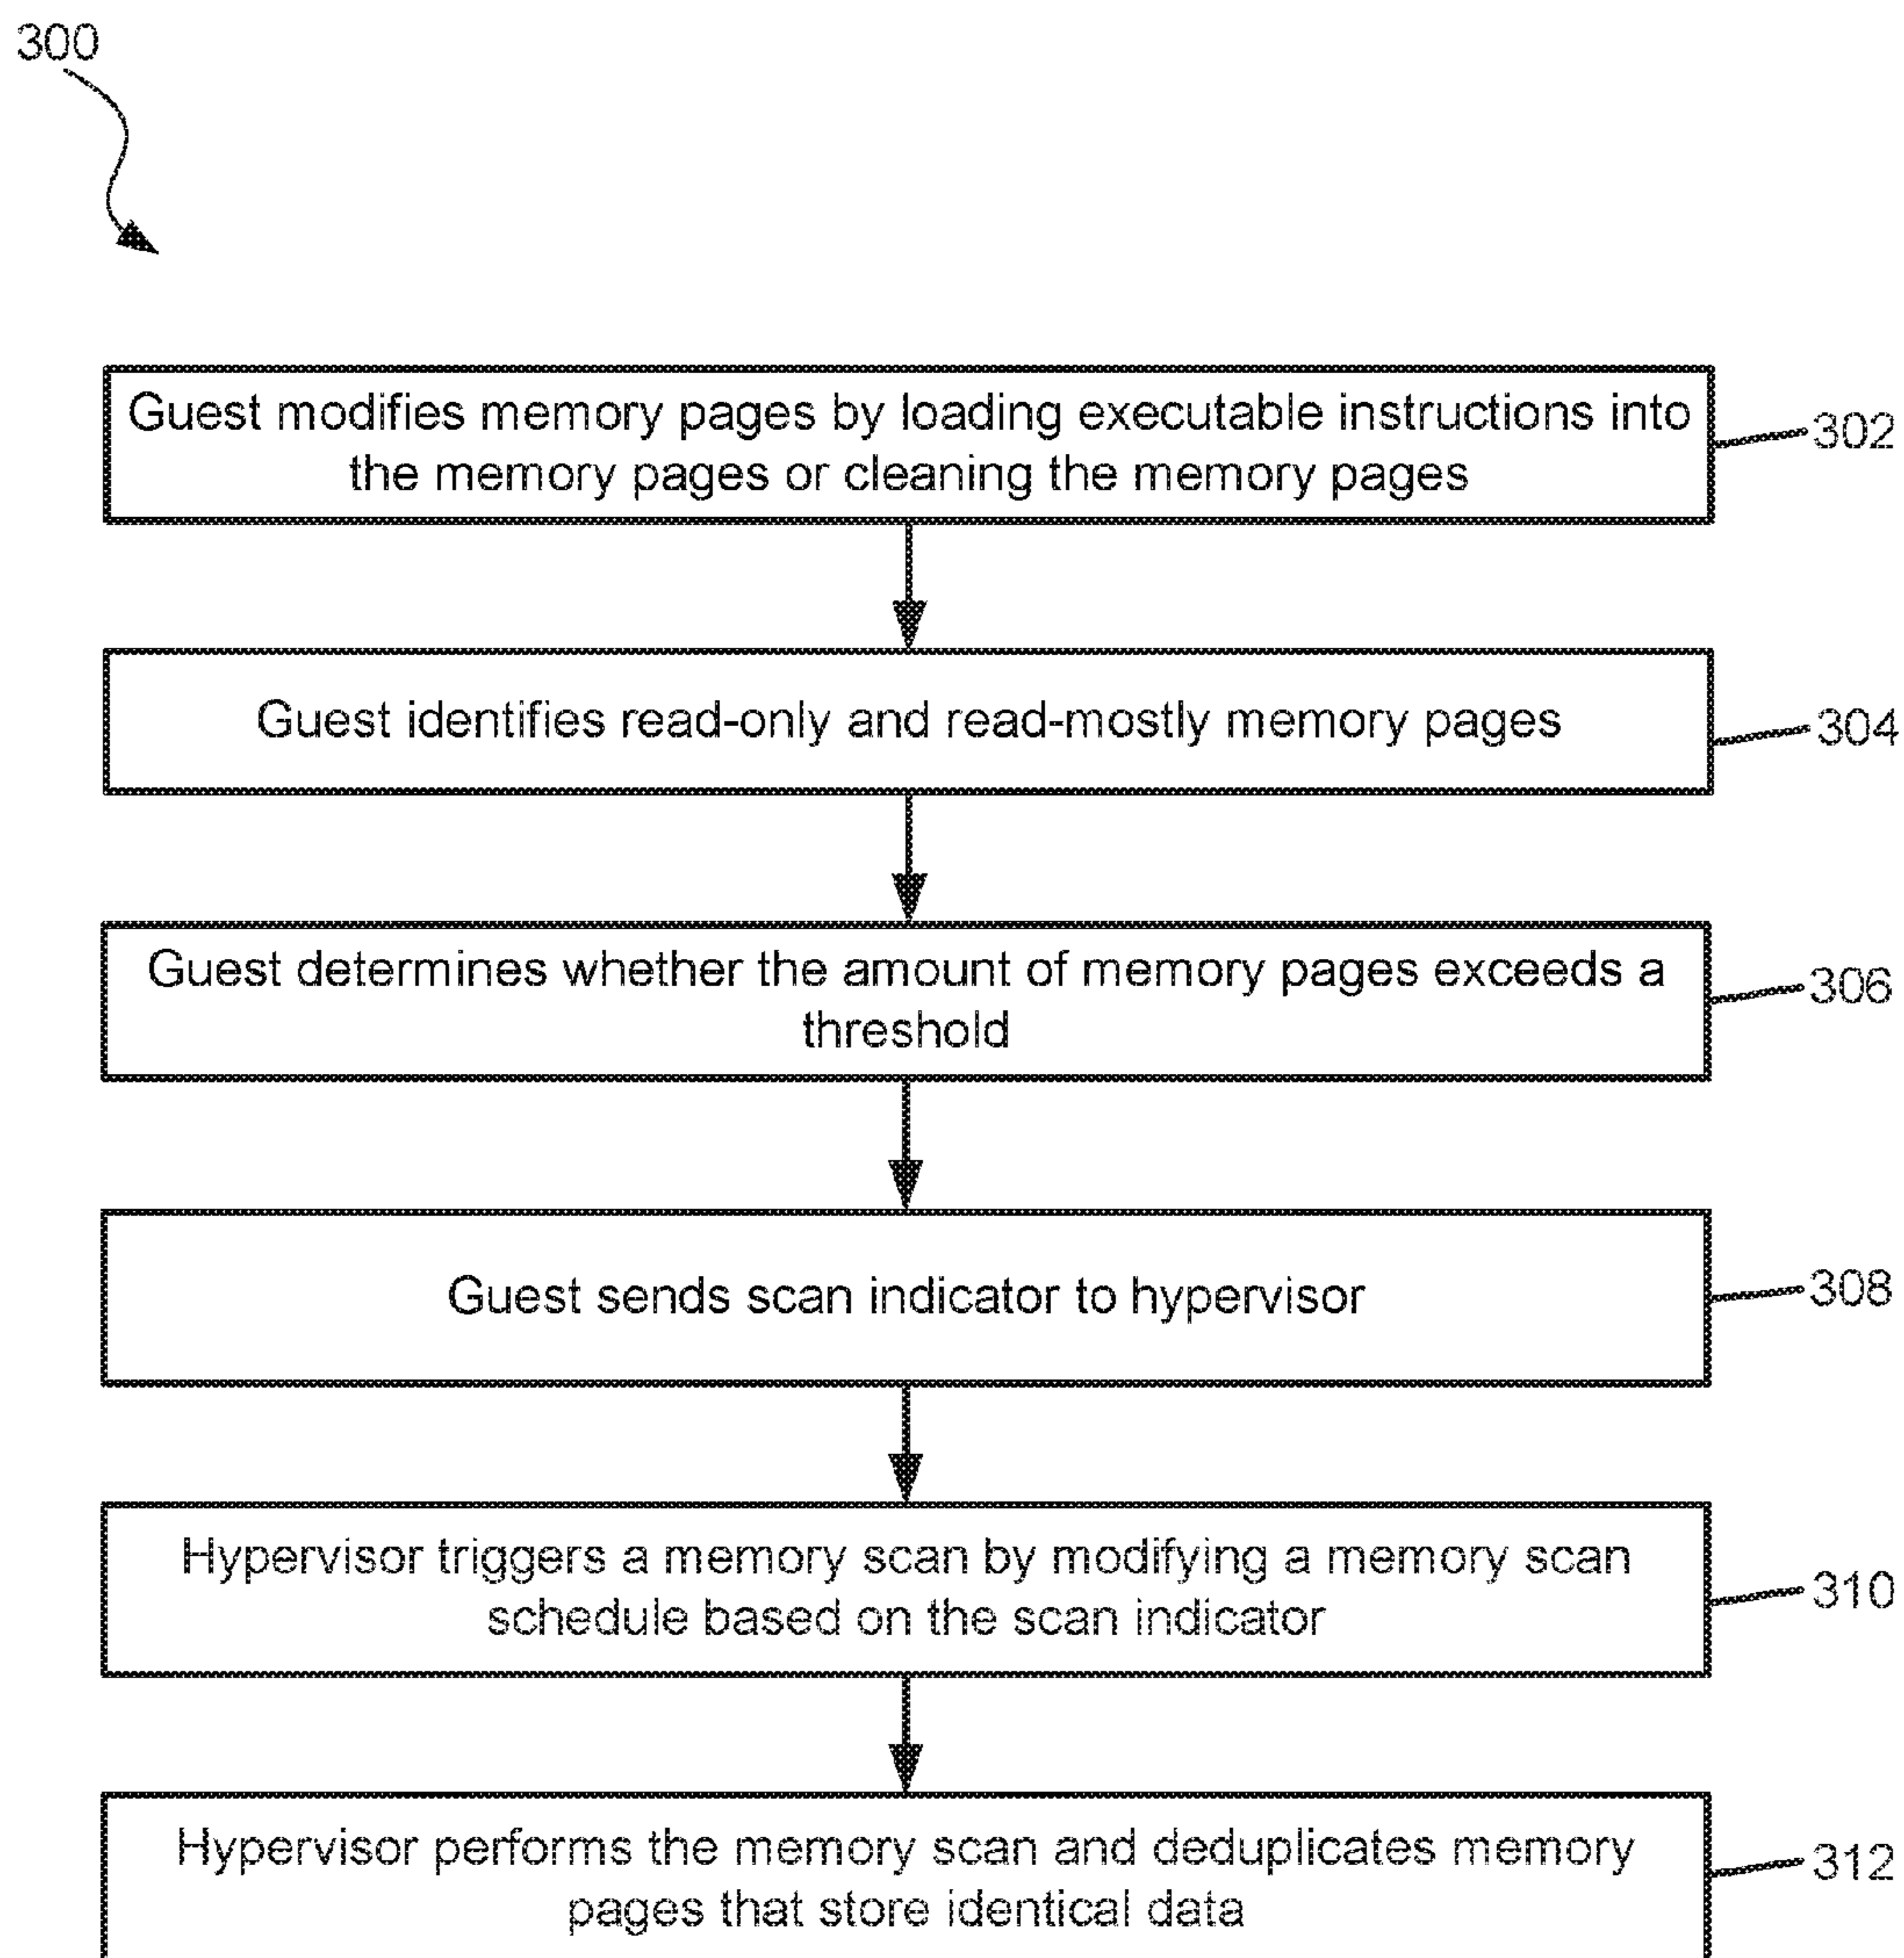 300
Guest modifies memory pages by loading executable instructions into
the memory pages or cleaning the memory pages
302
Guest identifies read-only and read-mostly memory pages
304
Guest determines whether the amount of memory pages exceeds a
threshold
306
Guest sends scan indicator to hypervisor
308
Hypervisor triggers a memory scan by modifying a memory scan
schedule based on the scan indicator
310
Hypervisor performs the memory scan and deduplicates memory
pages that store identical data
312